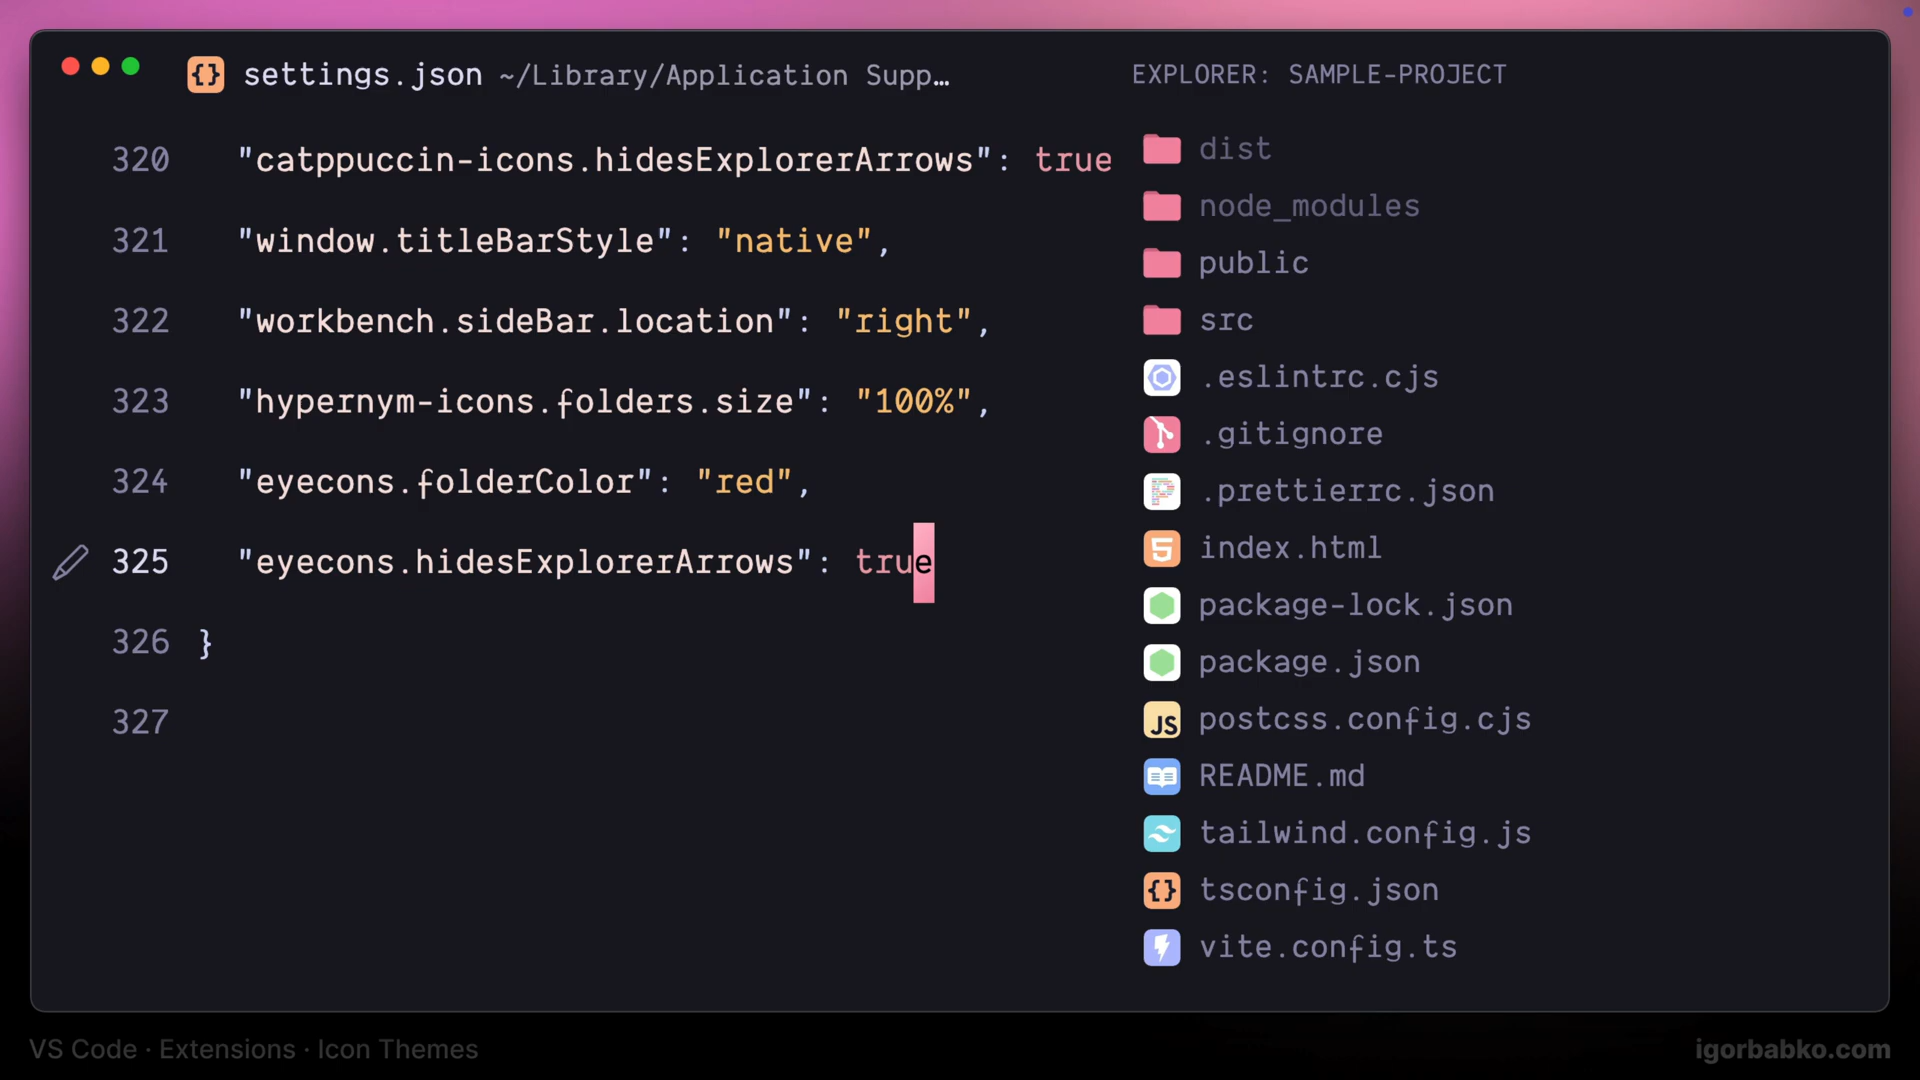 settings.json ~/Library/Application Supp…
320 "catppuccin-icons.hidesExplorerArrows": true
321 "window.titleBarStyle": "native",
322 "workbench.sideBar.location": "right",
323 "hypernym-icons.folders.size": "100%",
324 "eyecons.folderColor": "red",
325 "eyecons.hidesExplorerArrows": true
326 }
327
EXPLORER: SAMPLE-PROJECT
dist
node_modules
public
src
.eslintrc.cjs
.gitignore
.prettierrc.json
index.html
package-lock.json
package.json
JS postcss.config.cjs
README.md
tailwind.config.js
{} tsconfig.json
vite.config.ts
VS Code · Extensions · Icon Themes
igorbabko.com